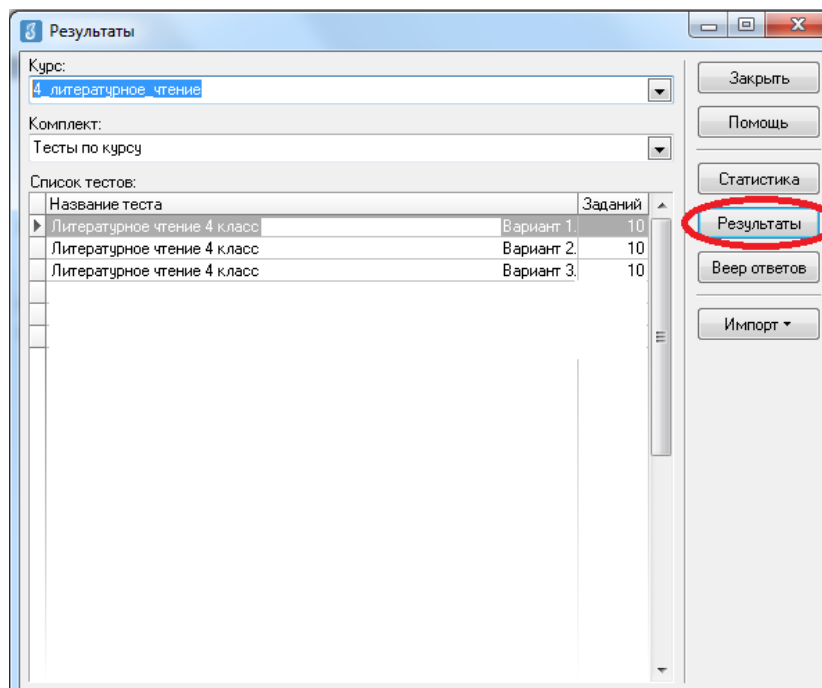 Результаты
Курс:
4_литературное_чтение
Комплект:
Тесты по курсу
Список тестов:
Название теста Заданий
Литературное чтение 4 класс Вариант 1. 10
Литературное чтение 4 класс Вариант 2. 10
Литературное чтение 4 класс Вариант 3. 10
Закрыть
Помощь
Статистика
Результаты
Веер ответов
Импорт